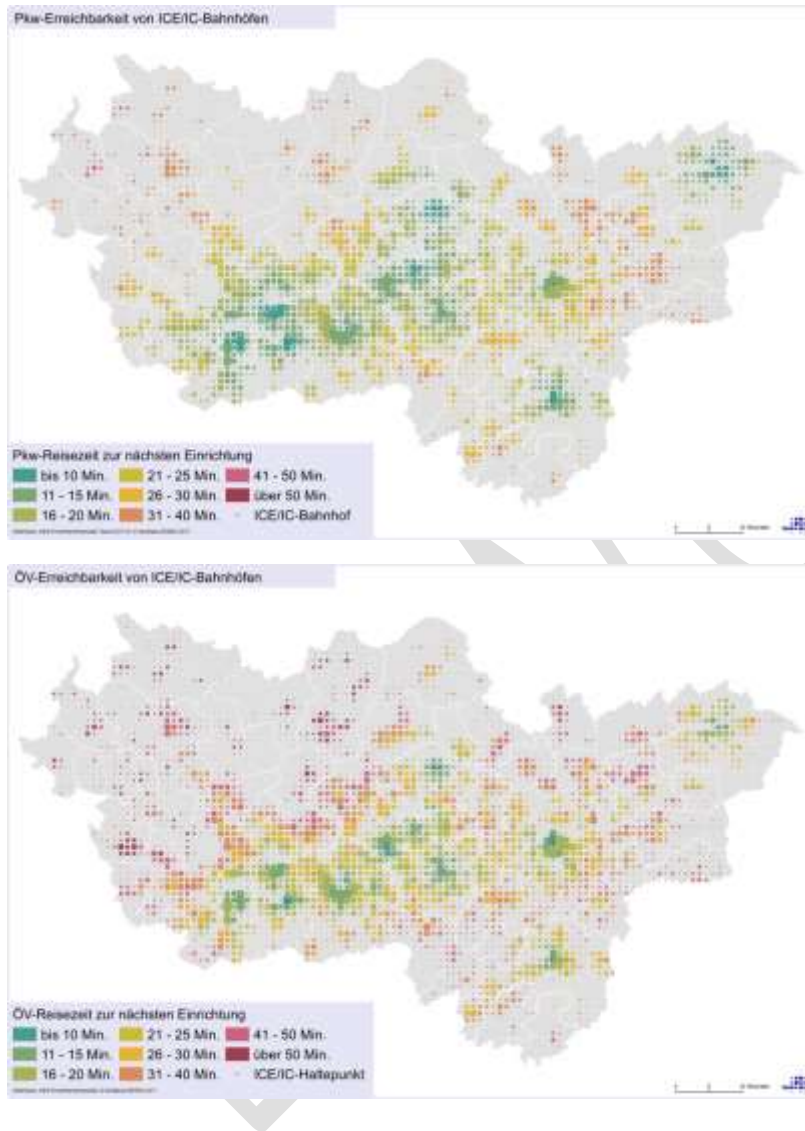 Pkw-Erreichbarkeit von ICE/IC-Bahnhöfen
Pkw-Reisezeit zur nächsten Einrichtung
bis 10 Min. 21 - 25 Min. 41 - 50 Min.
11 - 15 Min. 26 - 30 Min. über 50 Min.
16 - 20 Min. 31 - 40 Min. ICE/IC-Bahnhof
ÖV-Erreichbarkeit von ICE/IC-Bahnhöfen
ÖV-Reisezeit zur nächsten Einrichtung
bis 10 Min. 21 - 25 Min. 41 - 50 Min.
11 - 15 Min. 26 - 30 Min. über 50 Min.
16 - 20 Min. 31 - 40 Min. ICE/IC-Haltepunkt